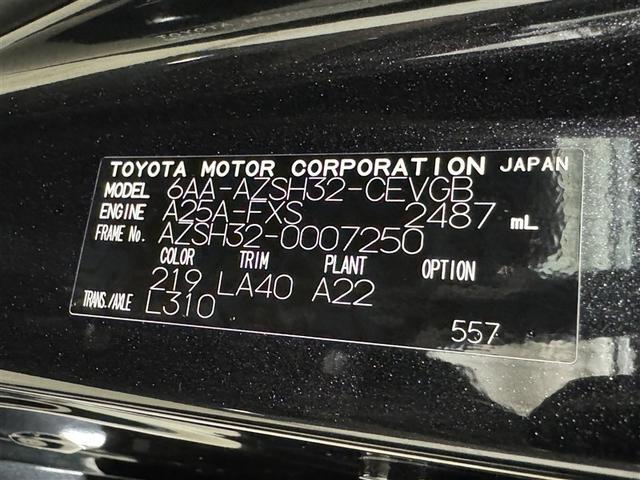 TOYOTA MOTOR CORPORATION JAPAN
MODEL 6AA-AZSH32-CEVGB
ENGINE A25A-FXS 2487 mL
FRAME No. AZSH32-0007250
COLOR TRIM PLANT OPTION
219 LA40 A22
TRANS./AXLE L310
557